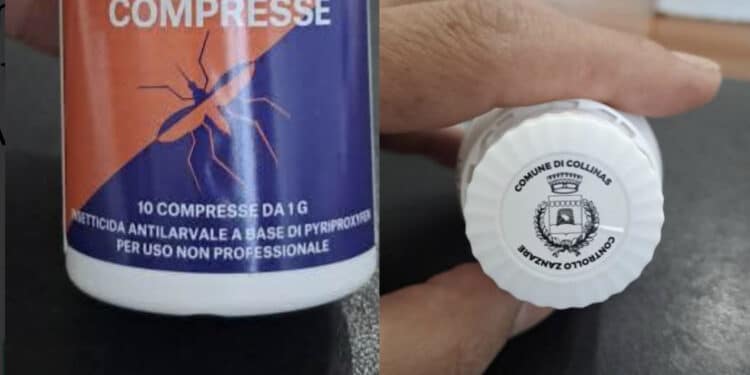 COMPRESSE
10 COMPRESSE DA 1 G
INSETTICIDA ANTILARVALE A BASE DI PYRIPROXYFEN
PER USO NON PROFESSIONALE
COMUNE DI COLLINAS
CONTROLLO ZANZARE